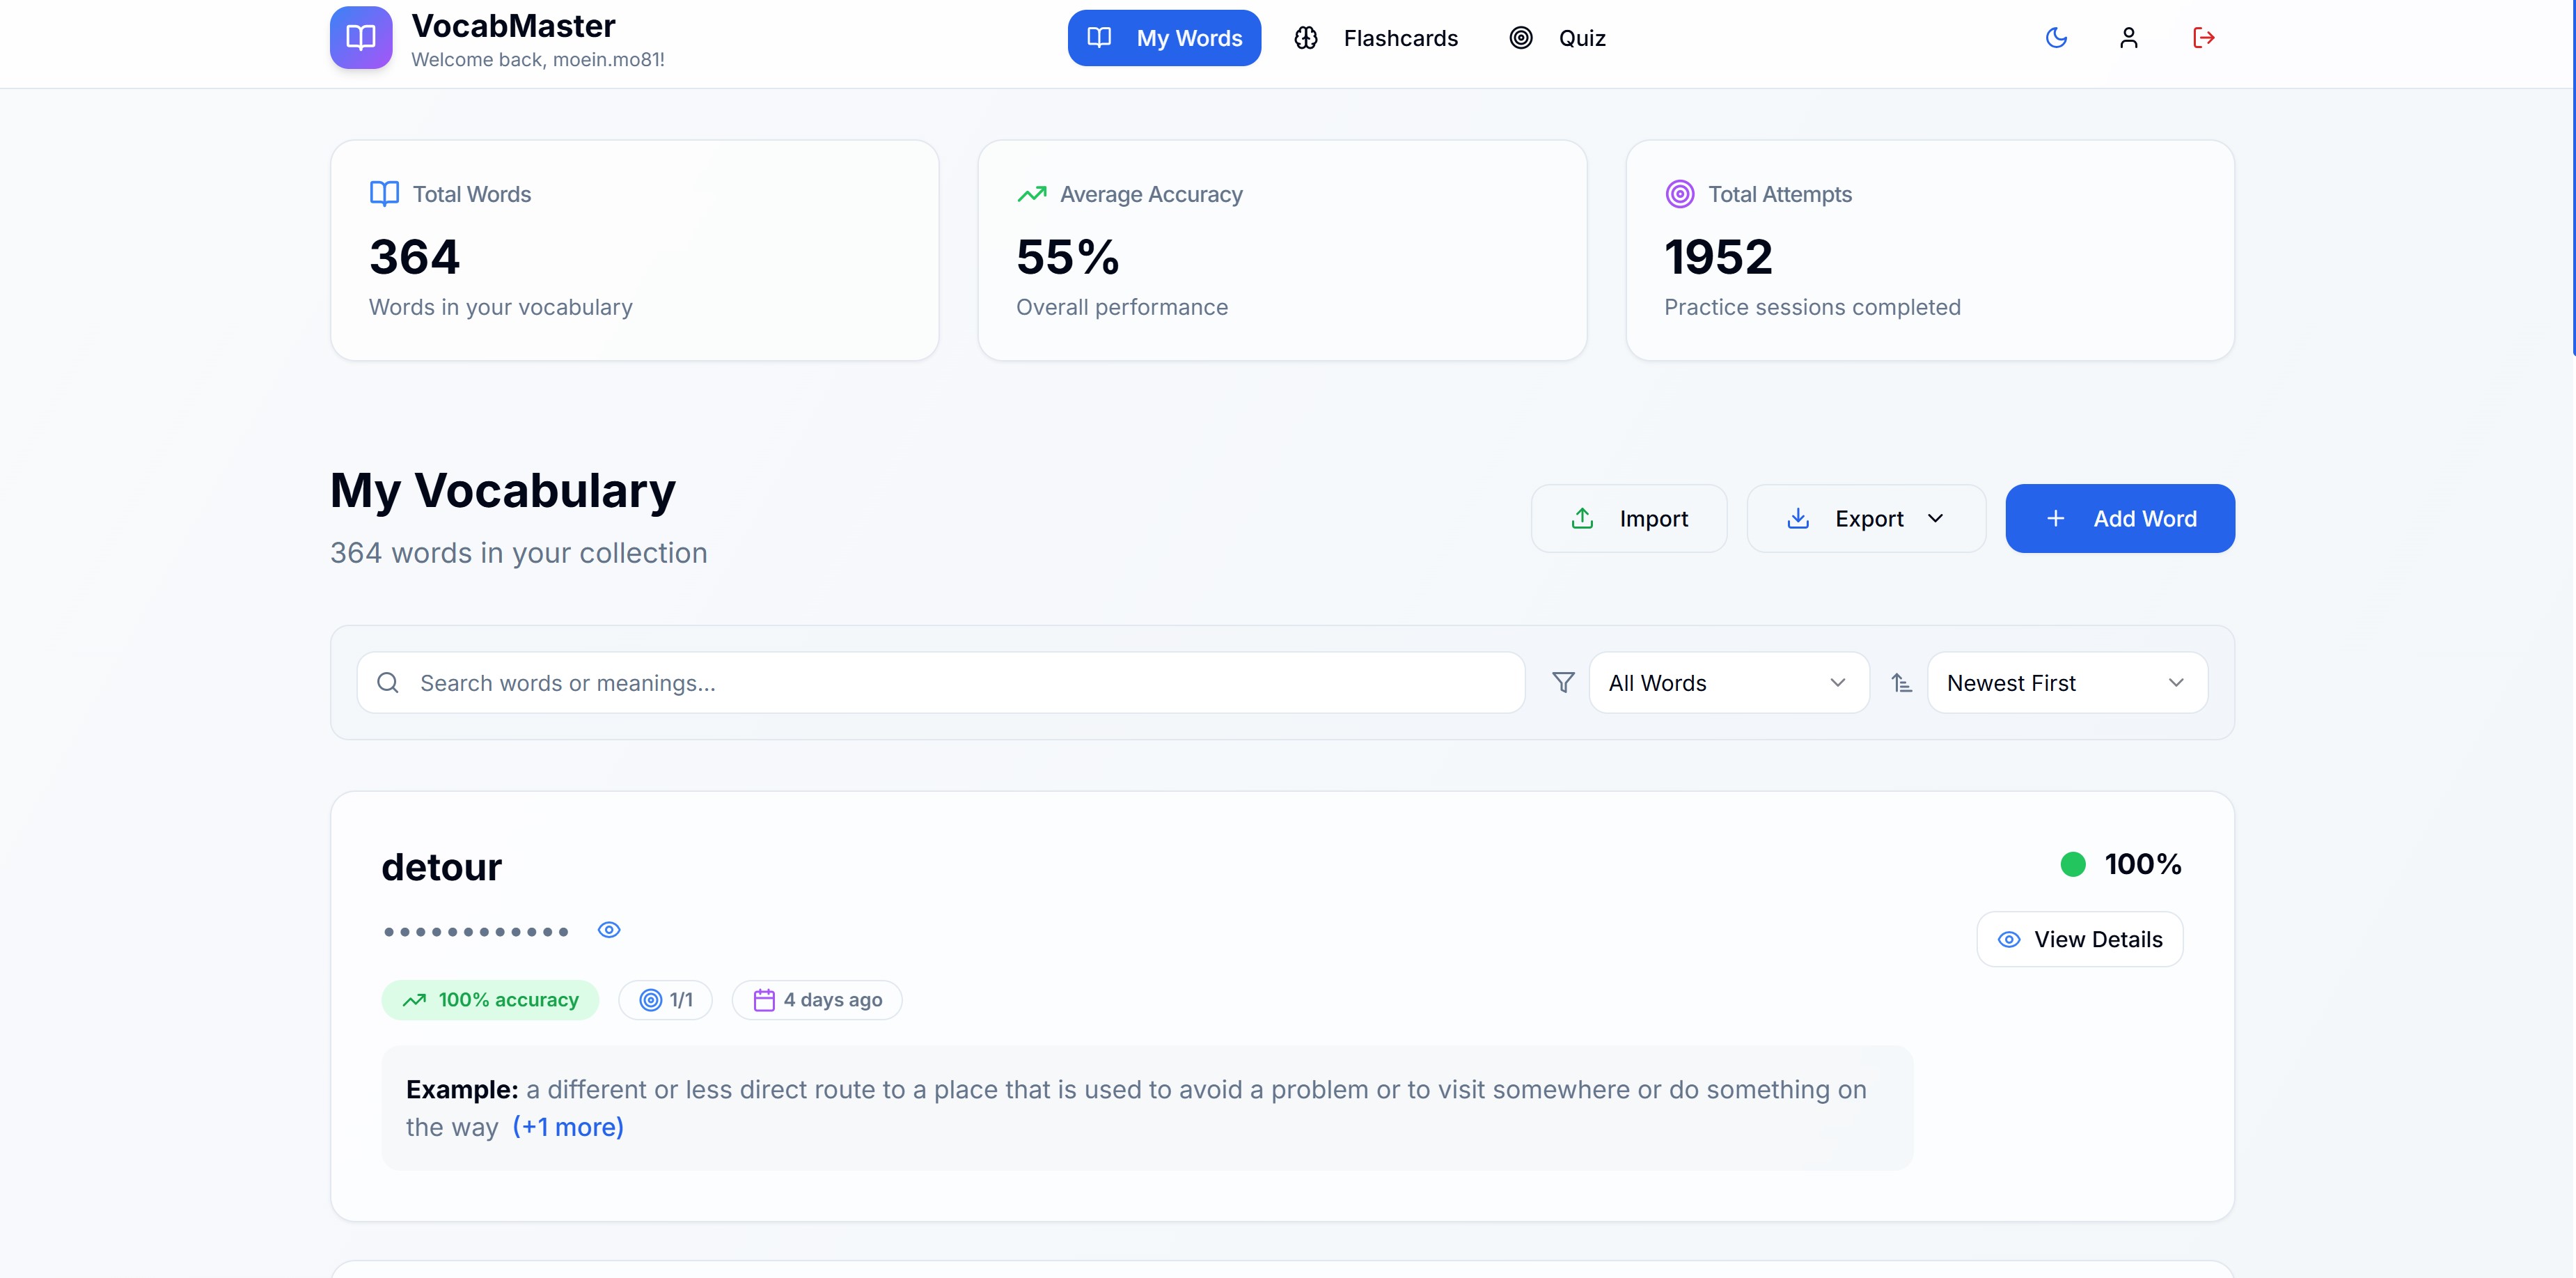 VocabMaster
Welcome back, moein.mo81!
My Words
Flashcards
Quiz
Total Words
364
Words in your vocabulary
Average Accuracy
55%
Overall performance
Total Attempts
1952
Practice sessions completed
My Vocabulary
364 words in your collection
Import
Export
Add Word
Search words or meanings...
All Words
Newest First
detour
100%
••••••••••••
View Details
100% accuracy
1/1
4 days ago
Example: a different or less direct route to a place that is used to avoid a problem or to visit somewhere or do something on
the way (+1 more)